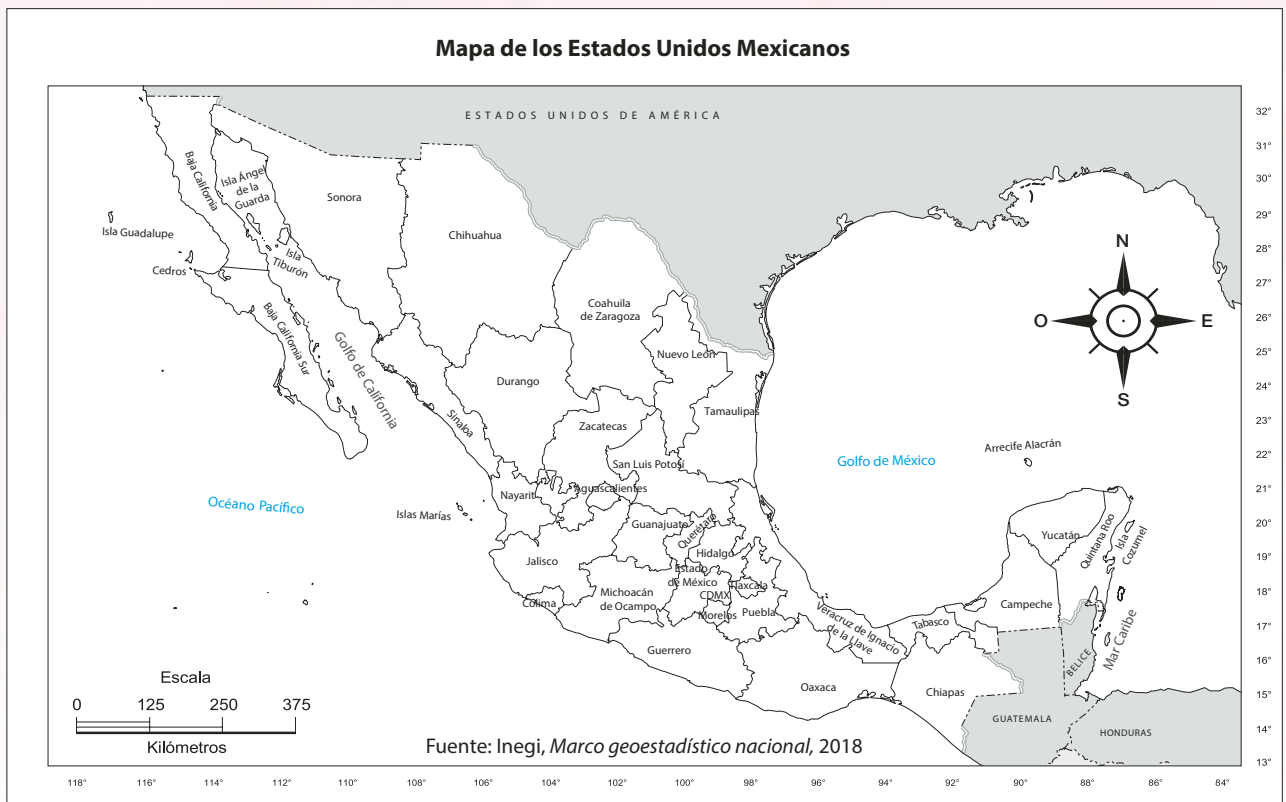 Mapa de los Estados Unidos Mexicanos
ESTADOS UNIDOS DE AMÉRICA
32°
31°
30°
29°
28°
27°
26°
25°
24°
23°
22°
21°
20°
19°
18°
17°
16°
15°
14°
13°
Baja California
Isla Ángel
de la
Guarda
Sonora
Chihuahua
Isla Guadalupe
Isla
Tiburón
Cedros
Baja California Sur
Golfo de California
Coahuila
de Zaragoza
Nuevo León
Durango
Sinaloa
Tamaulipas
Zacatecas
San Luis Potosí
N
O
E
S
Arrecife Alacrán
Golfo de México
Océano Pacífico
Islas Marías
Nayarit
Aguascalientes
Guanajuato
Querétaro
Hidalgo
Jalisco
Estado
de México
Tlaxcala
CDMX
Michoacán
de Ocampo
Colima
Morelos
Puebla
Veracruz de Ignacio
de la Llave
Guerrero
Oaxaca
Tabasco
Chiapas
Campeche
Yucatán
Quintana Roo
Isla
Cozumel
Mar Caribe
BELICE
GUATEMALA
HONDURAS
Escala
0 125 250 375
Kilómetros
Fuente: Inegi, Marco geoestadístico nacional, 2018
118° 116° 114° 112° 110° 108° 106° 104° 102° 100° 98° 96° 94° 92° 90° 88° 86° 84°